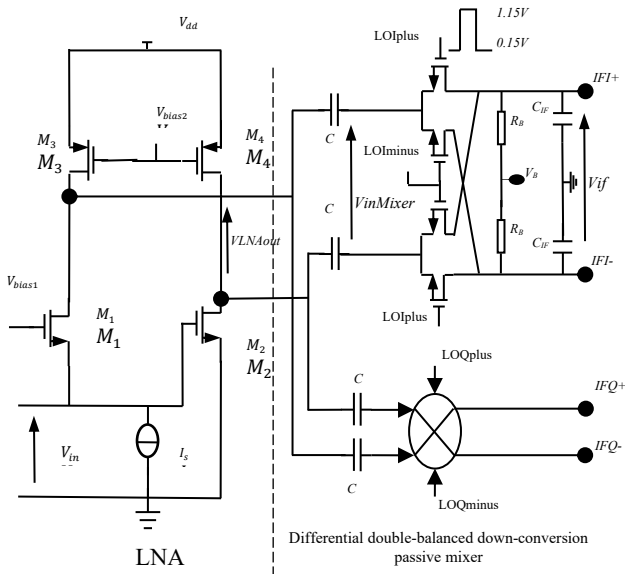 1.15V
0.15V
LOIplus
V_dd
IFI+
C
R_B
C_IF
V_bias2
M_3
M_3
M_4
M_4
LOIminus
V_B
Vif
C
VinMixer
VLNAout
R_B
C_IF
V_bias1
IFI-
M_1
M_1
LOIplus
M_2
M_2
LOQplus
C
IFQ+
V_in
I_s
IFQ-
C
LOQminus
LNA
Differential double-balanced down-conversion
passive mixer